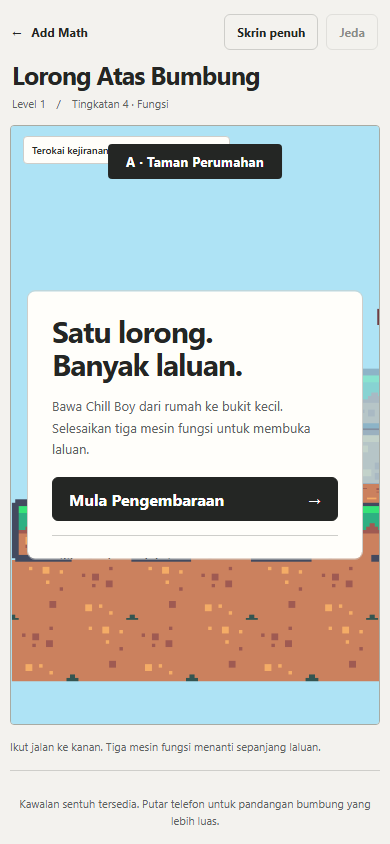 ← Add Math
Skrin penuh
Jeda
Lorong Atas Bumbung
Level 1 / Tingkatan 4 · Fungsi
Terokai kejiranan
A · Taman Perumahan
Satu lorong.
Banyak laluan.
Bawa Chill Boy dari rumah ke bukit kecil.
Selesaikan tiga mesin fungsi untuk membuka
laluan.
Mula Pengembaraan →
Ikut jalan ke kanan. Tiga mesin fungsi menanti sepanjang laluan.
Kawalan sentuh tersedia. Putar telefon untuk pandangan bumbung yang
lebih luas.